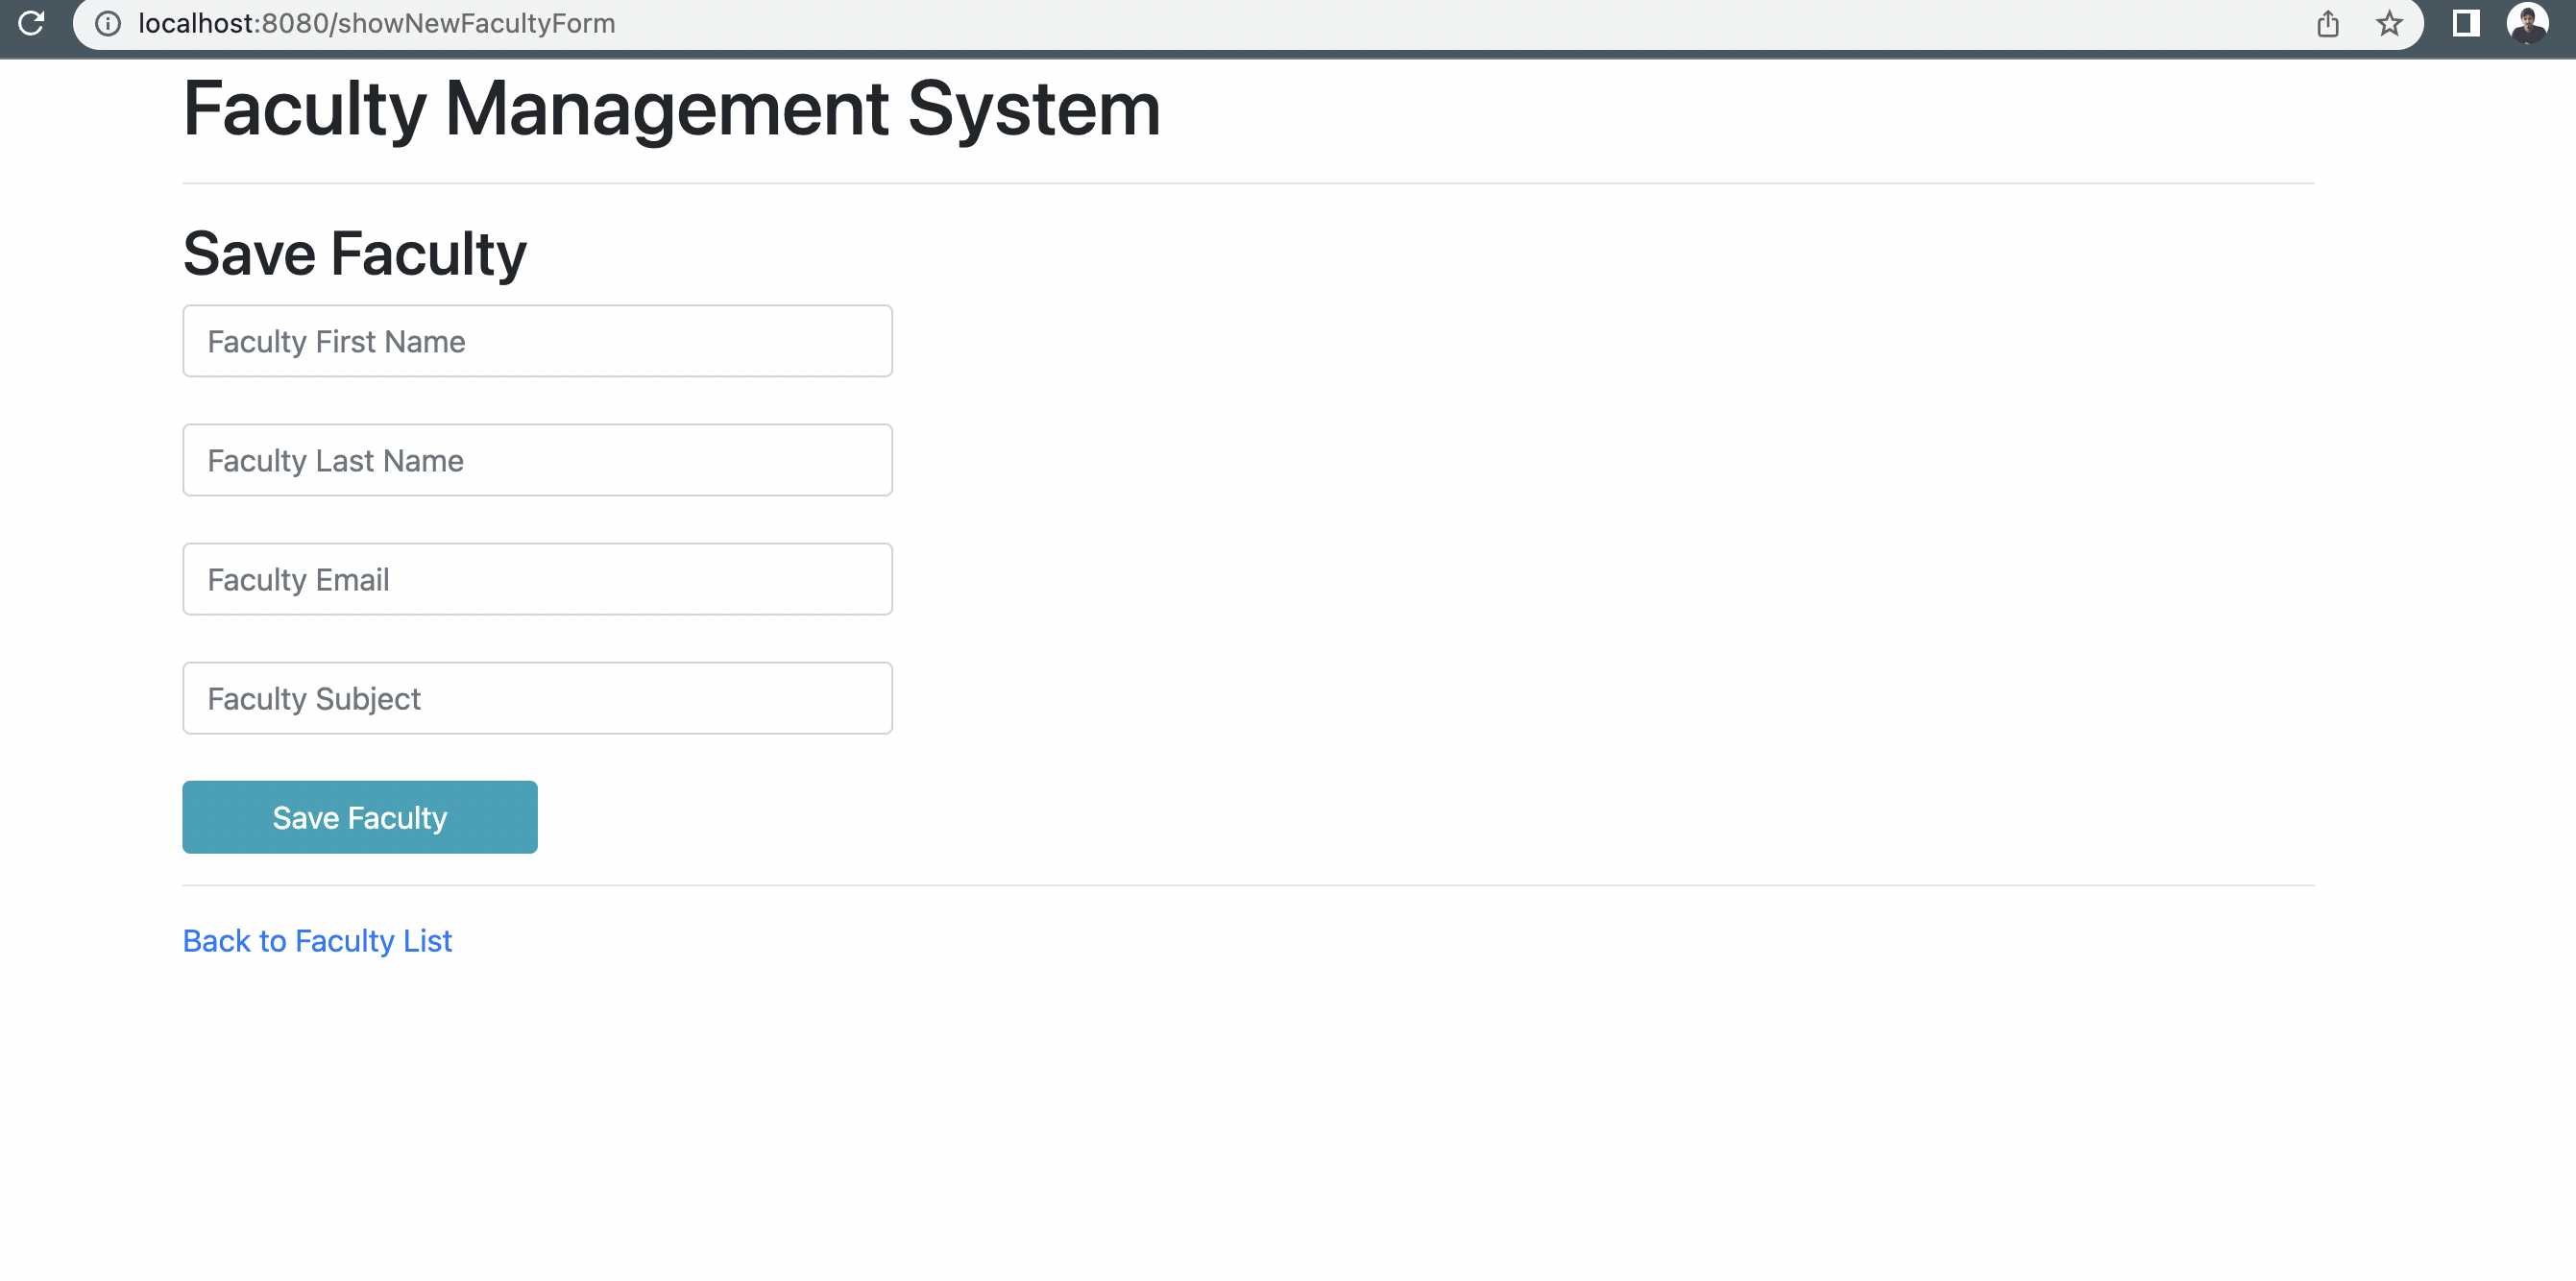 localhost:8080/showNewFacultyForm
Faculty Management System
Save Faculty
Faculty First Name
Faculty Last Name
Faculty Email
Faculty Subject
Save Faculty
Back to Faculty List